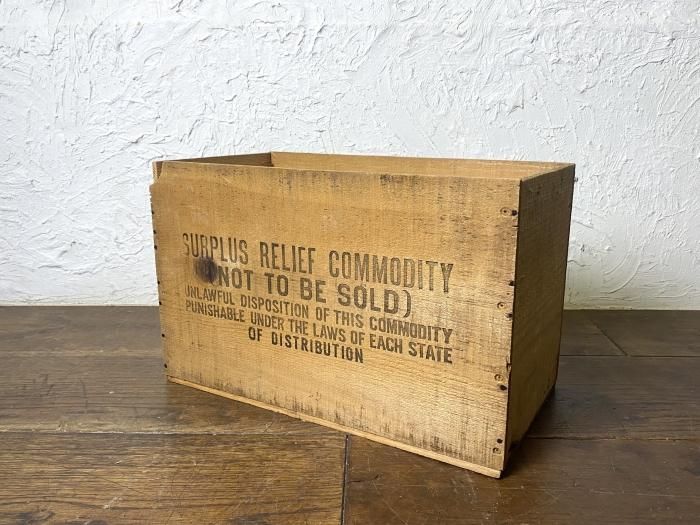 SURPLUS RELIEF COMMODITY
(NOT TO BE SOLD)
UNLAWFUL DISPOSITION OF THIS COMMODITY
PUNISHABLE UNDER THE LAWS OF EACH STATE
OF DISTRIBUTION